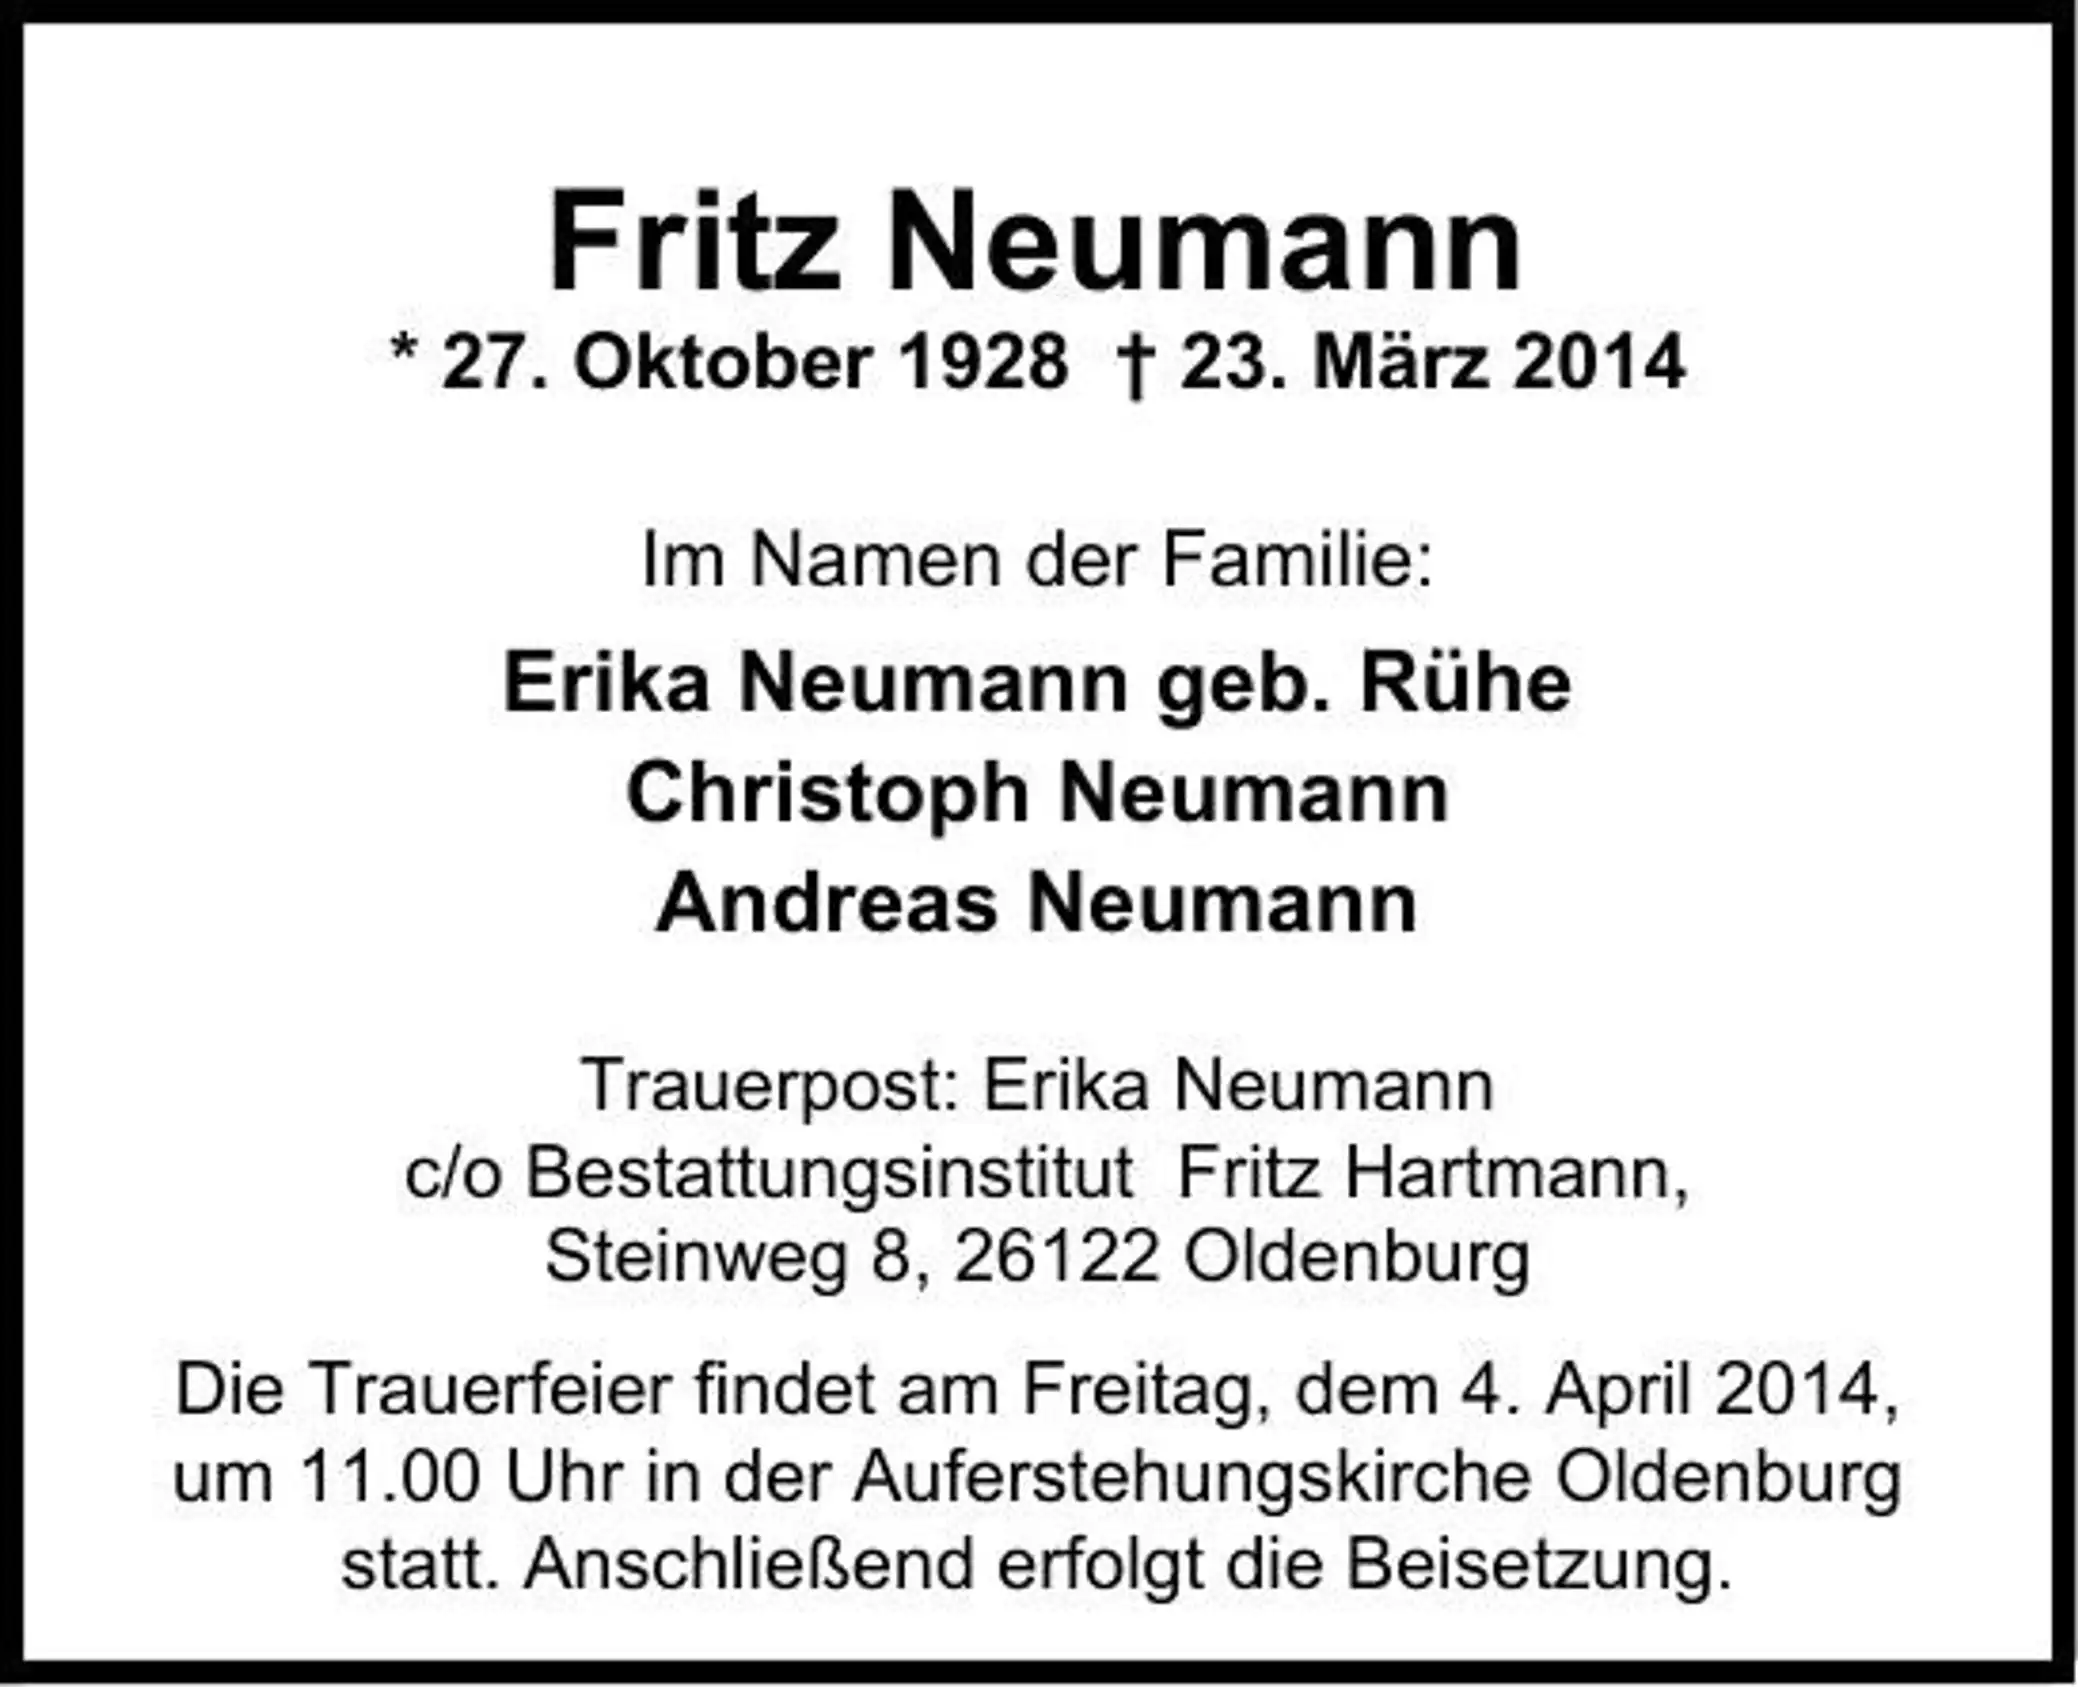 Fritz Neumann
* 27. Oktober 1928 † 23. März 2014
Im Namen der Familie:
Erika Neumann geb. Rühe
Christoph Neumann
Andreas Neumann
Trauerpost: Erika Neumann
c/o Bestattungsinstitut Fritz Hartmann,
Steinweg 8, 26122 Oldenburg
Die Trauerfeier findet am Freitag, dem 4. April 2014,
um 11.00 Uhr in der Auferstehungskirche Oldenburg
statt. Anschließend erfolgt die Beisetzung.